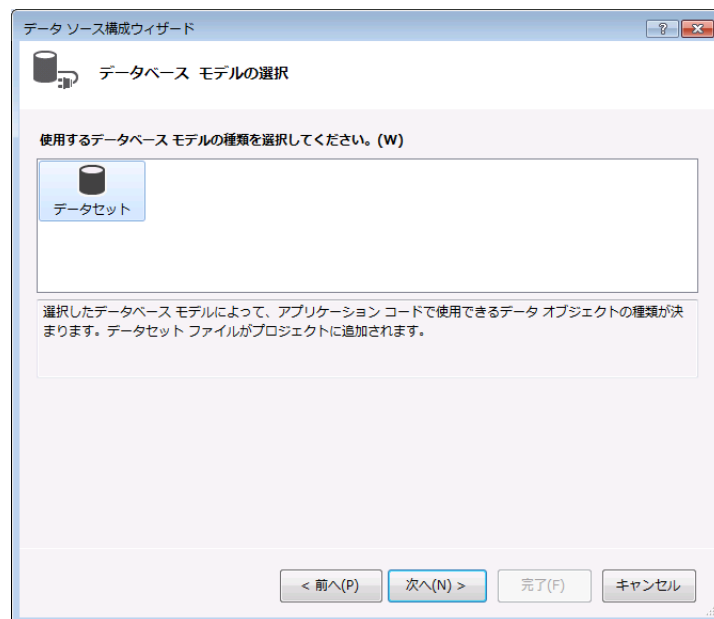 データ ソース構成ウィザード
データベース モデルの選択
使用するデータベース モデルの種類を選択してください。(W)
データセット
選択したデータベース モデルによって、アプリケーション コードで使用できるデータ オブジェクトの種類が決
まります。データセット ファイルがプロジェクトに追加されます。
< 前へ(P)
次へ(N) >
完了(F)
キャンセル